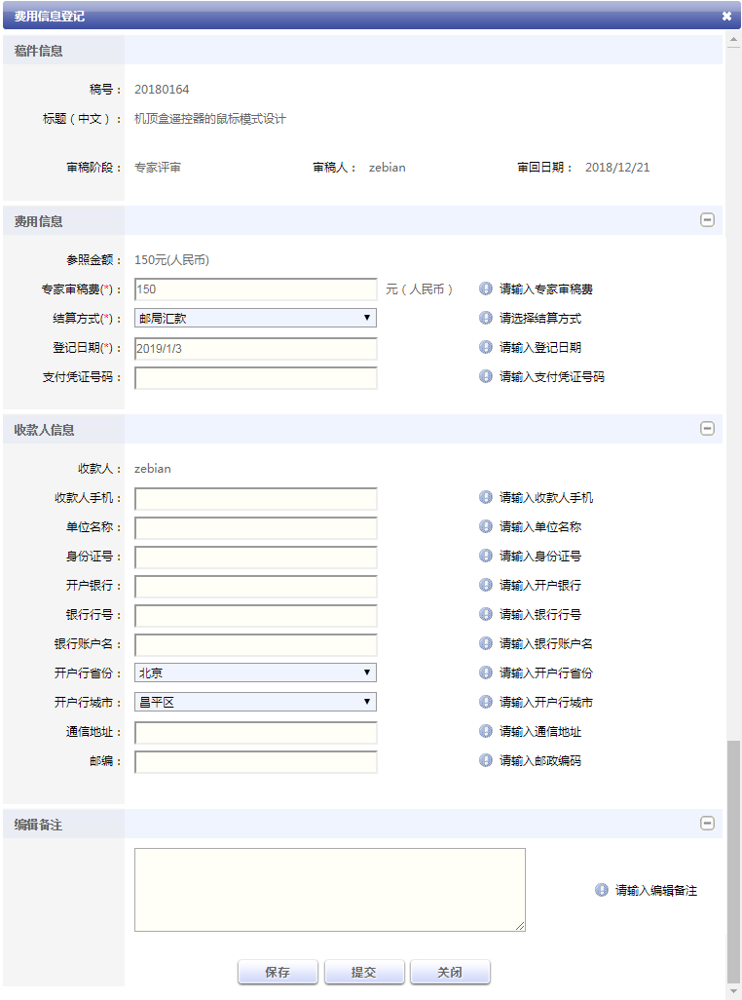 费用信息登记
稿件信息
稿号： 20180164
标题（中文）： 机顶盒遥控器的鼠标模式设计
审稿阶段： 专家评审 审稿人： zebian 审回日期： 2018/12/21
费用信息
参照金额： 150元(人民币)
专家审稿费(*)： 150 元（人民币） 请输入专家审稿费
结算方式(*)： 邮局汇款 请选择结算方式
登记日期(*)： 2019/1/3 请输入登记日期
支付凭证号码： 请输入支付凭证号码
收款人信息
收款人： zebian
收款人手机： 请输入收款人手机
单位名称： 请输入单位名称
身份证号： 请输入身份证号
开户银行： 请输入开户银行
银行行号： 请输入银行行号
银行账户名： 请输入银行账户名
开户行省份： 北京 请输入开户行省份
开户行城市： 昌平区 请输入开户行城市
通信地址： 请输入通信地址
邮编： 请输入邮政编码
编辑备注
请输入编辑备注
保存 提交 关闭